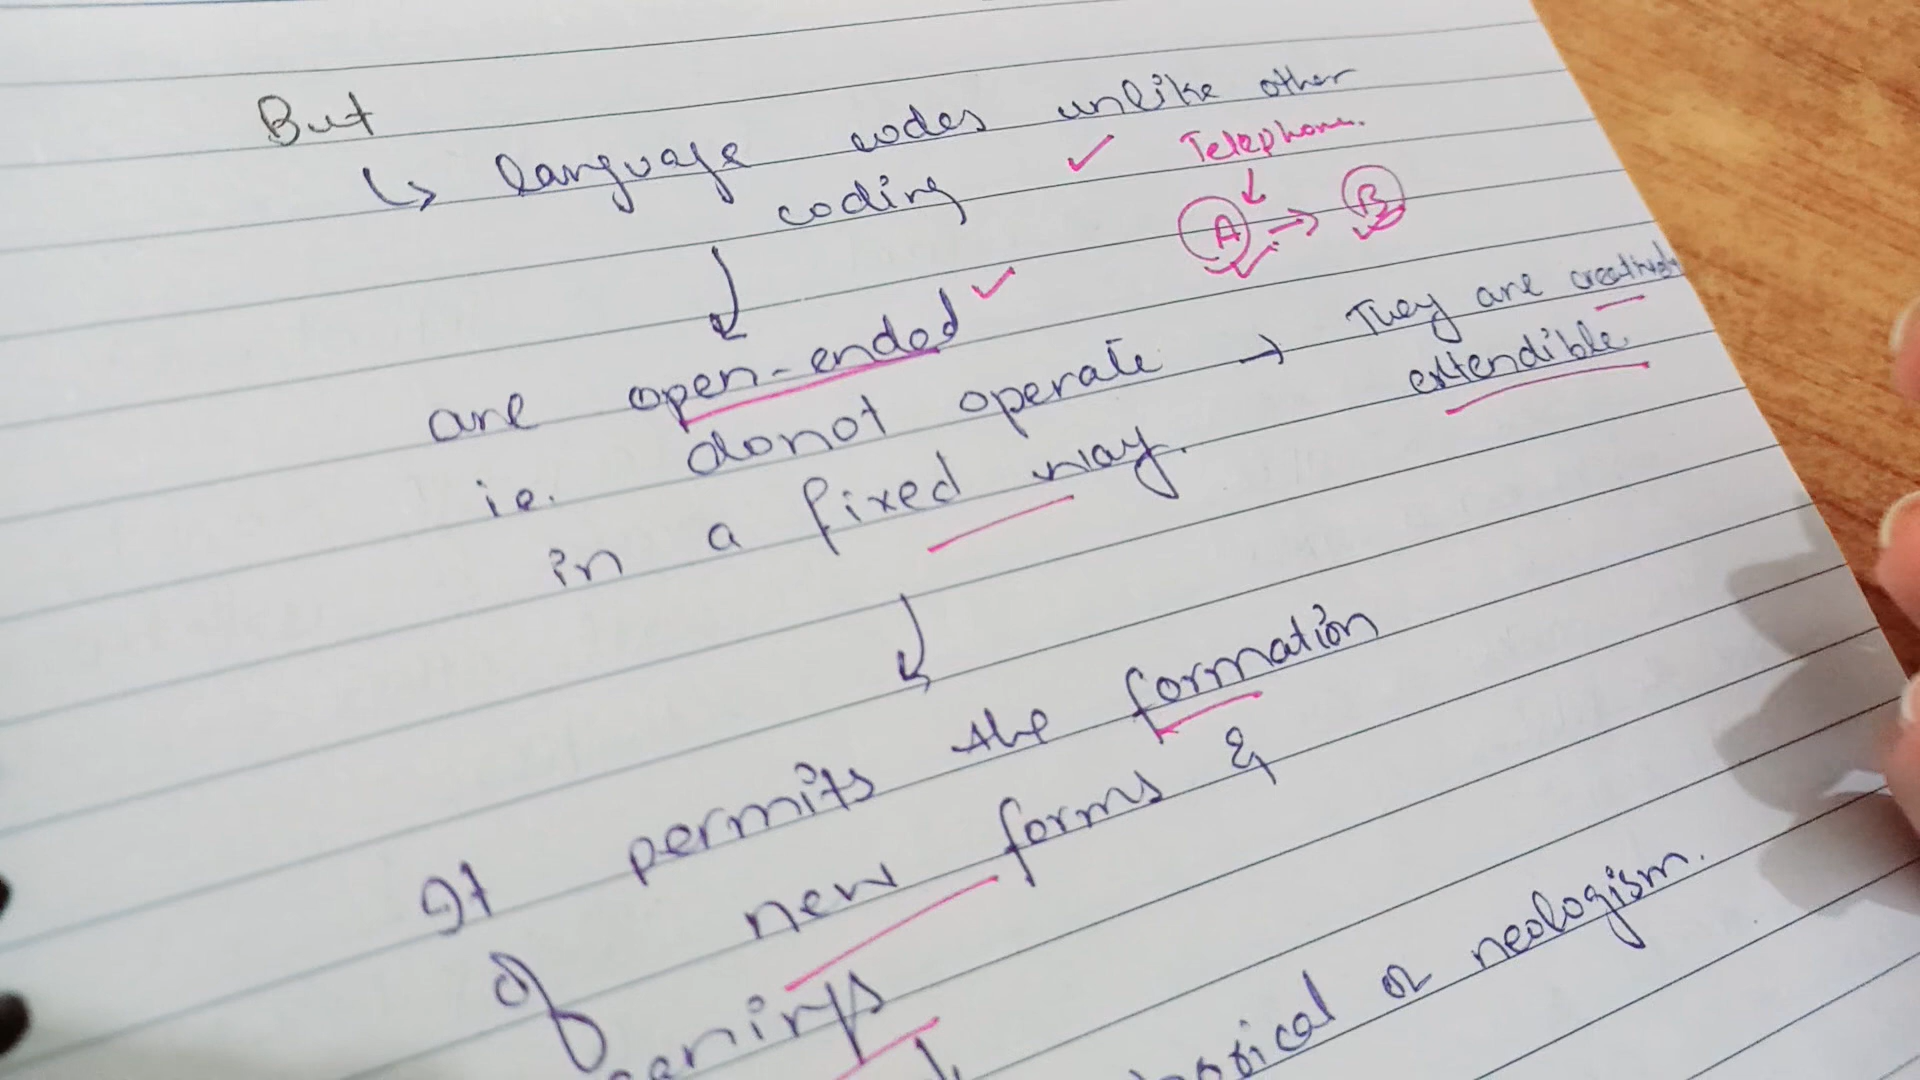 But
↳ language codes unlike other
coding
Telephone.
A → B
are open-ended
i.e. donot operate → They are creatively
extendible
in a fixed way.
It permits the formation
of new forms &
or neologism.